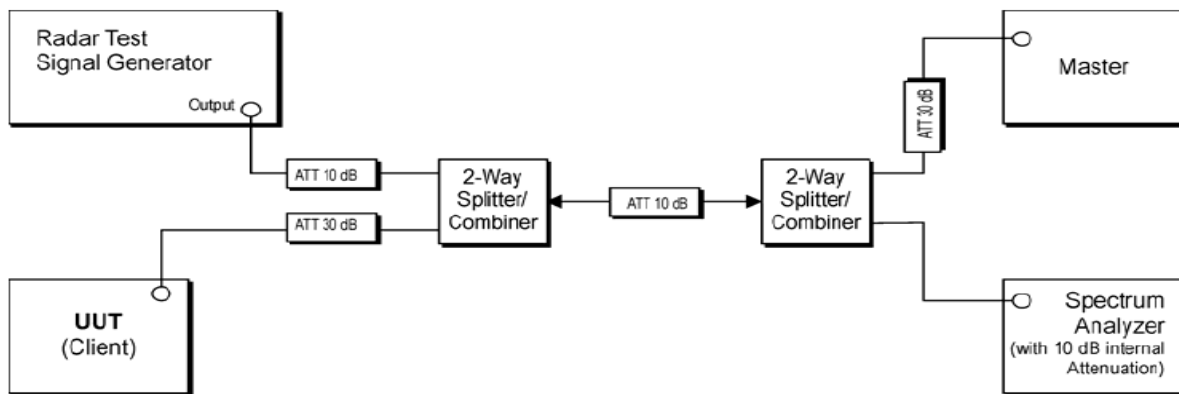 Radar Test
Signal Generator
Output
ATT 10 dB
ATT 30 dB
UUT
(Client)
2-Way
Splitter/
Combiner
ATT 10 dB
2-Way
Splitter/
Combiner
ATT 30 dB
Master
Spectrum
Analyzer
(with 10 dB internal
Attenuation)